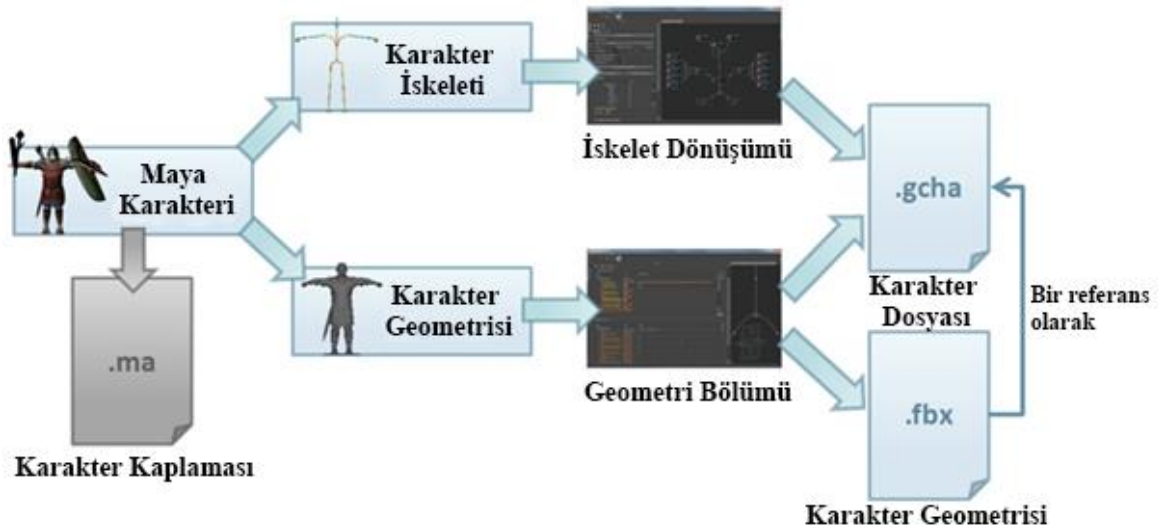 Karakter
İskeleti
İskelet Dönüşümü
Maya
Karakteri
.gcha
Karakter
Dosyası
Bir referans
olarak
Karakter
Geometrisi
Geometri Bölümü
.ma
Karakter Kaplaması
.fbx
Karakter Geometrisi